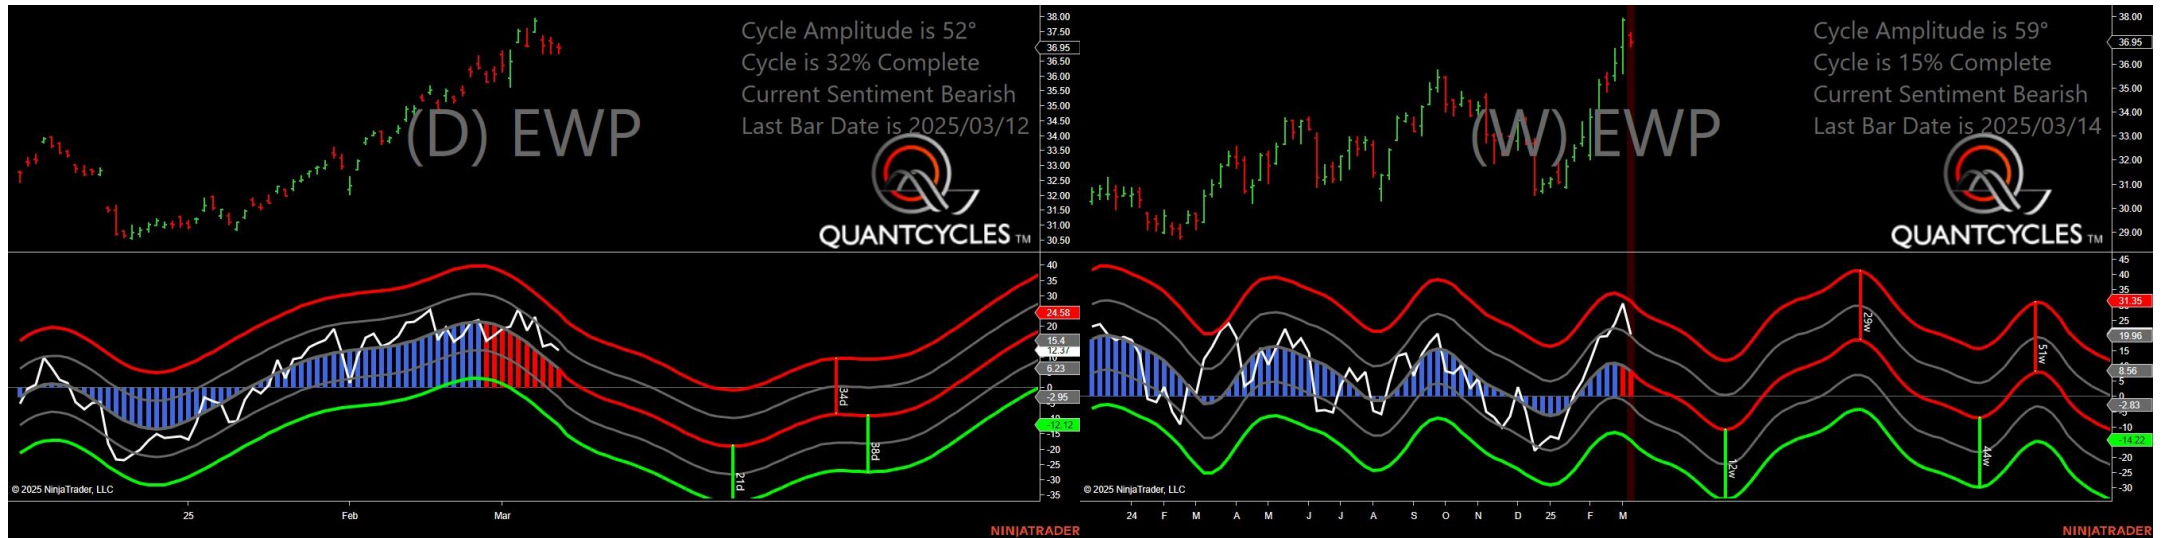 Cycle Amplitude is 52°
Cycle is 32% Complete
Current Sentiment Bearish
Last Bar Date is 2025/03/12
(D) EWP
QUANTCYCLES TM
38.00
37.50
36.95
36.50
36.00
35.50
35.00
34.50
34.00
33.50
33.00
32.50
32.00
31.50
31.00
30.50
40
35
30
24.58
20
15.4
12.37
6.23
0
-2.95
-12.12
-15
-20
-25
-30
-35
34d
38d
21d
© 2025 NinjaTrader, LLC
25 Feb Mar
NINJATRADER
Cycle Amplitude is 59°
Cycle is 15% Complete
Current Sentiment Bearish
Last Bar Date is 2025/03/14
(W) EWP
QUANTCYCLES TM
38.00
36.95
36.00
35.00
34.00
33.00
32.00
31.00
30.00
29.00
45
40
35
31.35
25
19.96
15
8.56
5
0
-2.83
-10
-14.22
-20
-25
-30
29w
51w
12w
44w
© 2025 NinjaTrader, LLC
24 F M A M J J A S O N D 25 F M
NINJATRADER